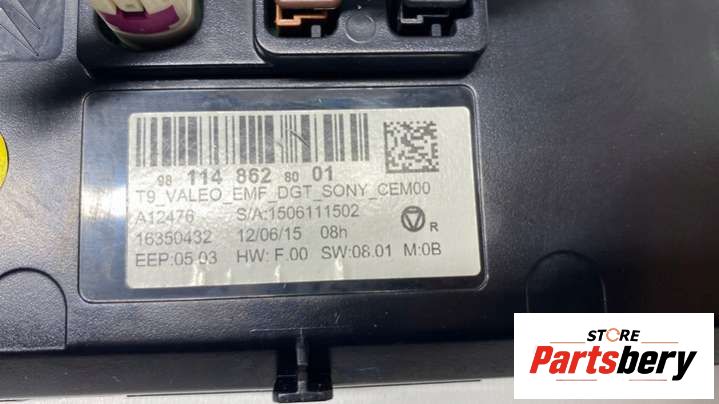 98 114 862 80 01
T9_VALEO_EMF_DGT_SONY_CEM00
A12476 S/A:1506111502
16350432 12/06/15 08h R
EEP:05.03 HW: F.00 SW:08.01 M:0B
STORE
Partsbery